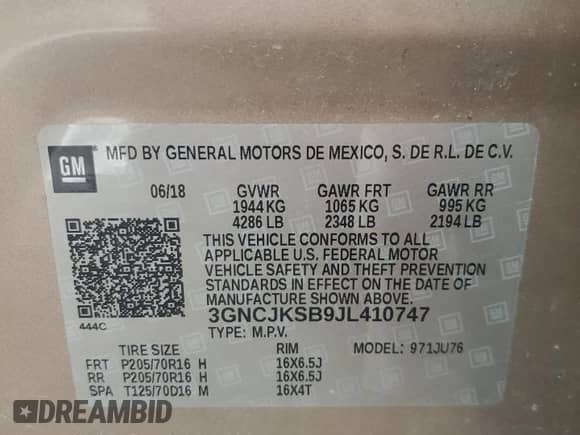 GM
MFD BY GENERAL MOTORS DE MEXICO, S. DE R.L. DE C.V.
06/18 GVWR GAWR FRT GAWR RR
1944 KG 1065 KG 995 KG
4286 LB 2348 LB 2194 LB
THIS VEHICLE CONFORMS TO ALL
APPLICABLE U.S. FEDERAL MOTOR
VEHICLE SAFETY AND THEFT PREVENTION
STANDARDS IN EFFECT ON THE DATE OF
MANUFACTURE SHOWN ABOVE.
3GNCJKSB9JL410747
444C
TYPE: M.P.V.
TIRE SIZE RIM MODEL: 971JU76
FRT P205/70R16 H 16X6.5J
RR P205/70R16 H 16X6.5J
SPA T125/70D16 M 16X4T
DREAMBID